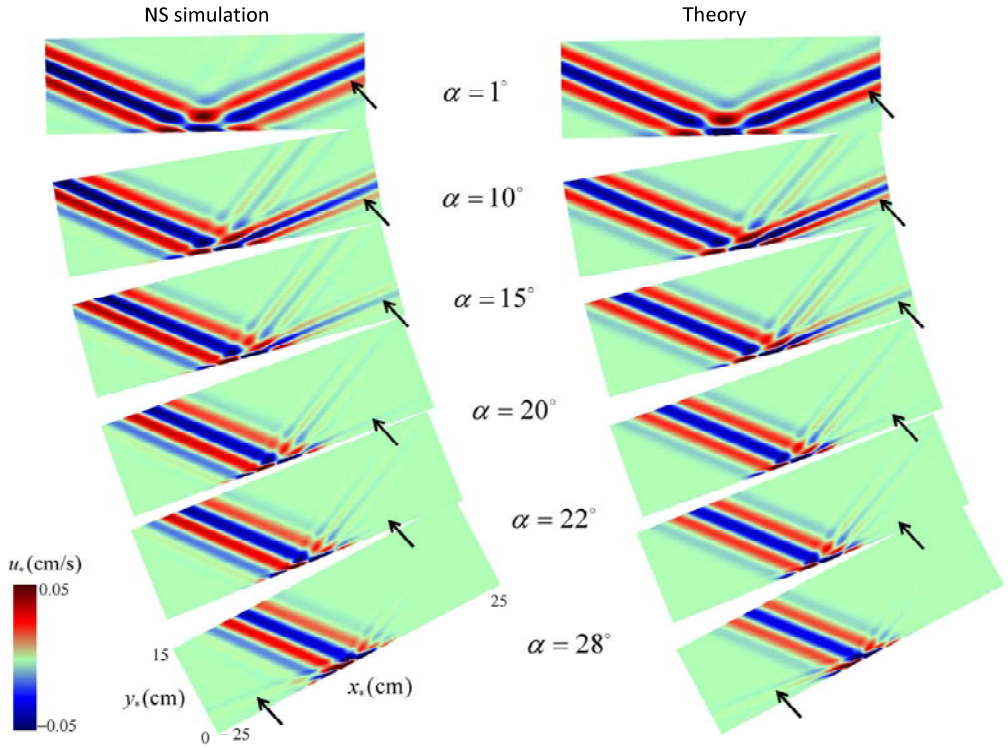 NS simulation
Theory
α = 1°
α = 10°
α = 15°
α = 20°
α = 22°
α = 28°
u*(cm/s)
0.05
−0.05
15
y*(cm)
0
−25
x*(cm)
25